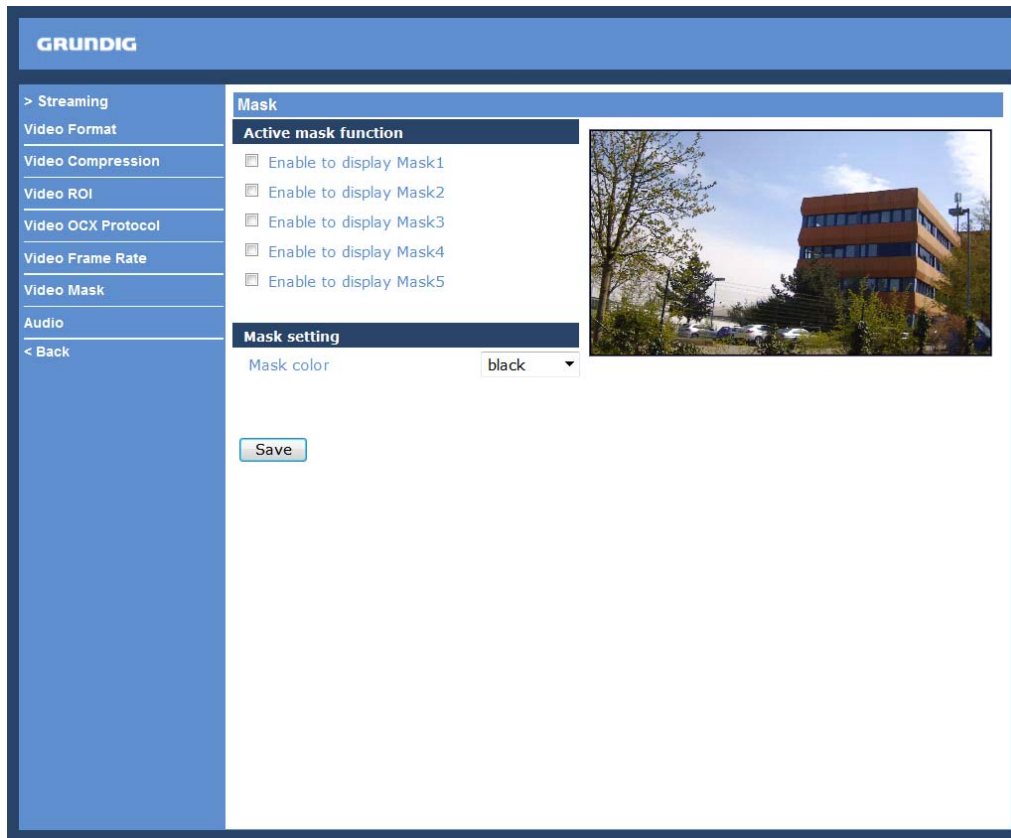 GRUNDIG
> Streaming
Video Format
Video Compression
Video ROI
Video OCX Protocol
Video Frame Rate
Video Mask
Audio
< Back
Mask
Active mask function
Enable to display Mask1
Enable to display Mask2
Enable to display Mask3
Enable to display Mask4
Enable to display Mask5
Mask setting
Mask color black
Save